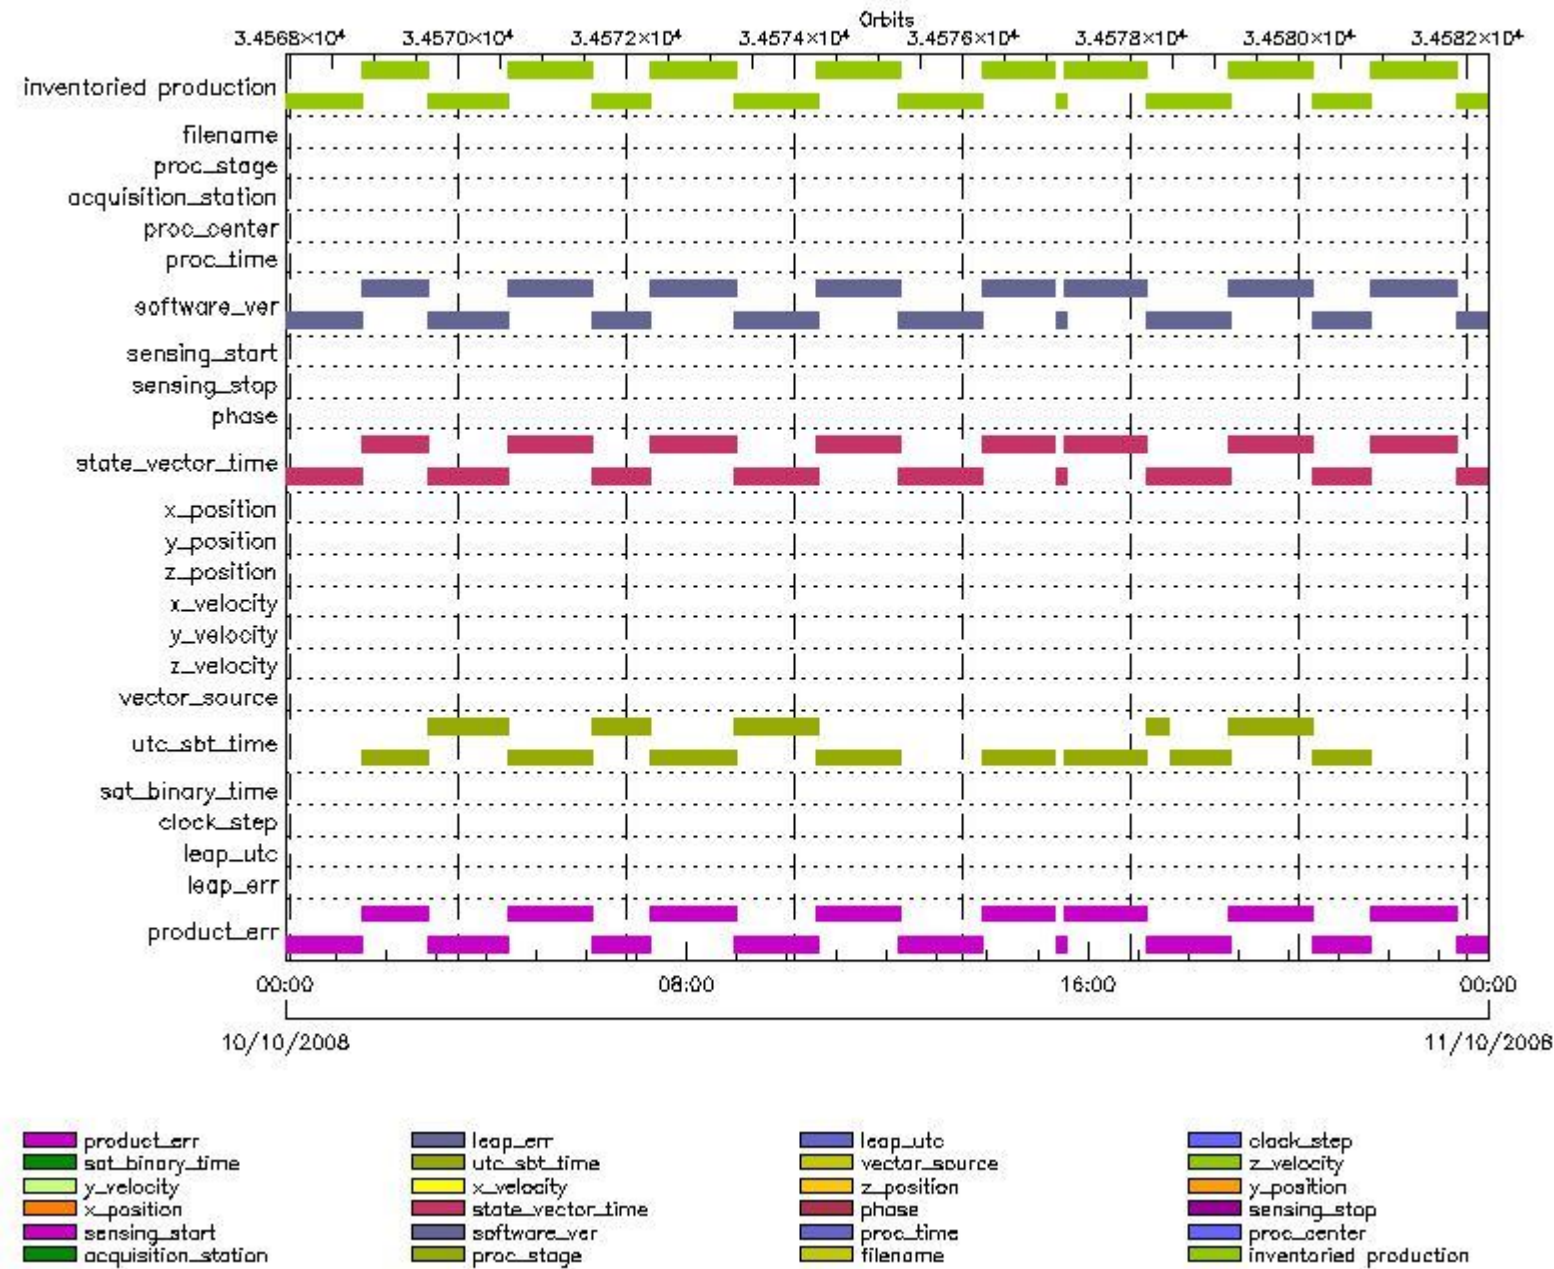 Orbits
3.4568×10⁴ 3.4570×10⁴ 3.4572×10⁴ 3.4574×10⁴ 3.4576×10⁴ 3.4578×10⁴ 3.4580×10⁴ 3.4582×10⁴
inventoried production
filename
proc_stage
acquisition_station
proc_center
proc_time
software_ver
sensing_start
sensing_stop
phase
state_vector_time
x_position
y_position
z_position
x_velocity
y_velocity
z_velocity
vector_source
utc_sbt_time
sat_binary_time
clock_step
leap_utc
leap_err
product_err
00:00 08:00 16:00 00:00
10/10/2008 11/10/2008
product_err leap_err leap_utc clock_step
sat_binary_time utc_sbt_time vector_source z_velocity
y_velocity x_velocity z_position y_position
x_position state_vector_time phase sensing_stop
sensing_start software_ver proc_time proc_center
acquisition_station proc_stage filename inventoried production